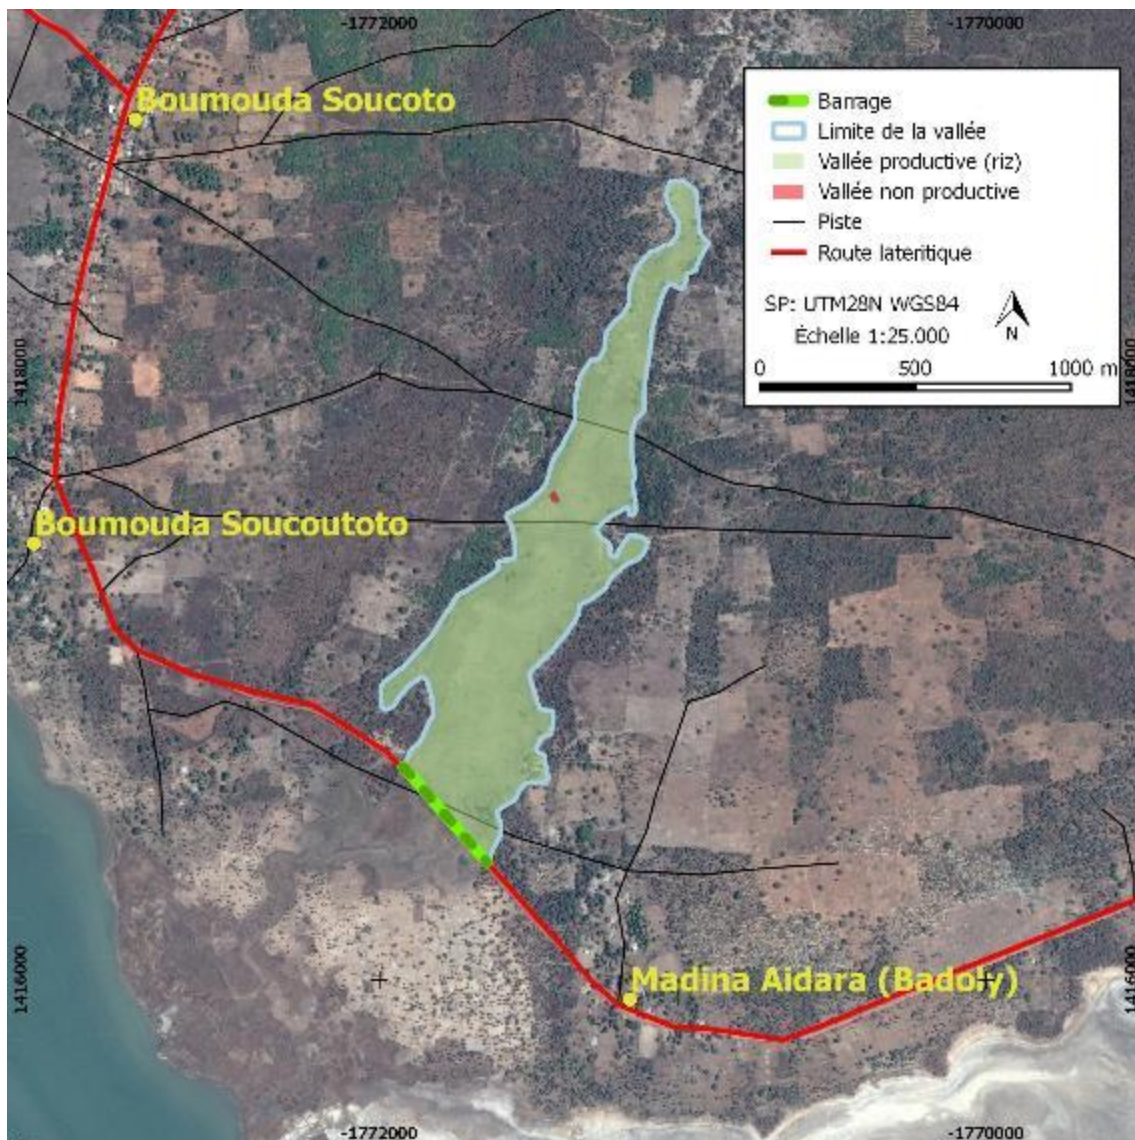 -1772000
-1770000
Boumouda Soucoto
Barrage
Limite de la vallée
Vallée productive (riz)
Vallée non productive
Piste
Route lateritique
SP: UTM28N WGS84
Échelle 1:25.000
N
0 500 1000 m
1418000
1418000
Boumouda Soucoutoto
Madina Aidara (Badoly)
1416000
1416000
-1772000
-1770000